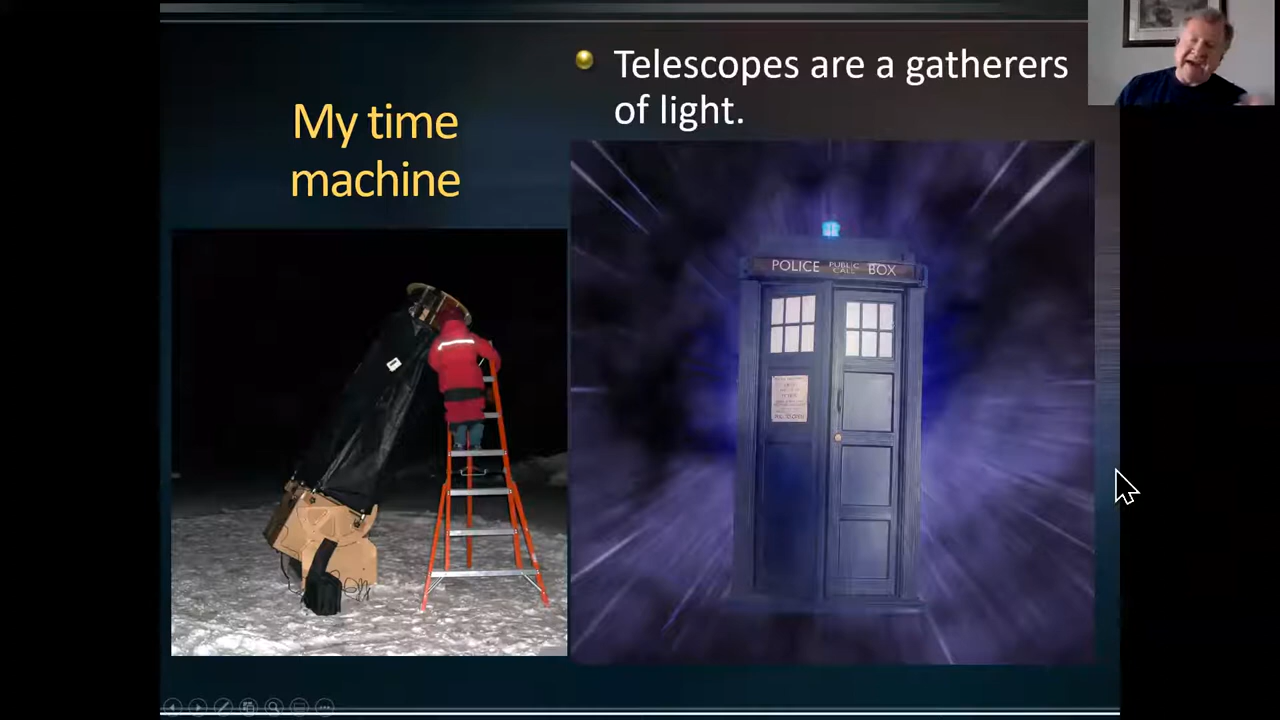 My time
machine
Telescopes are a gatherers
of light.
POLICE PUBLIC CALL BOX